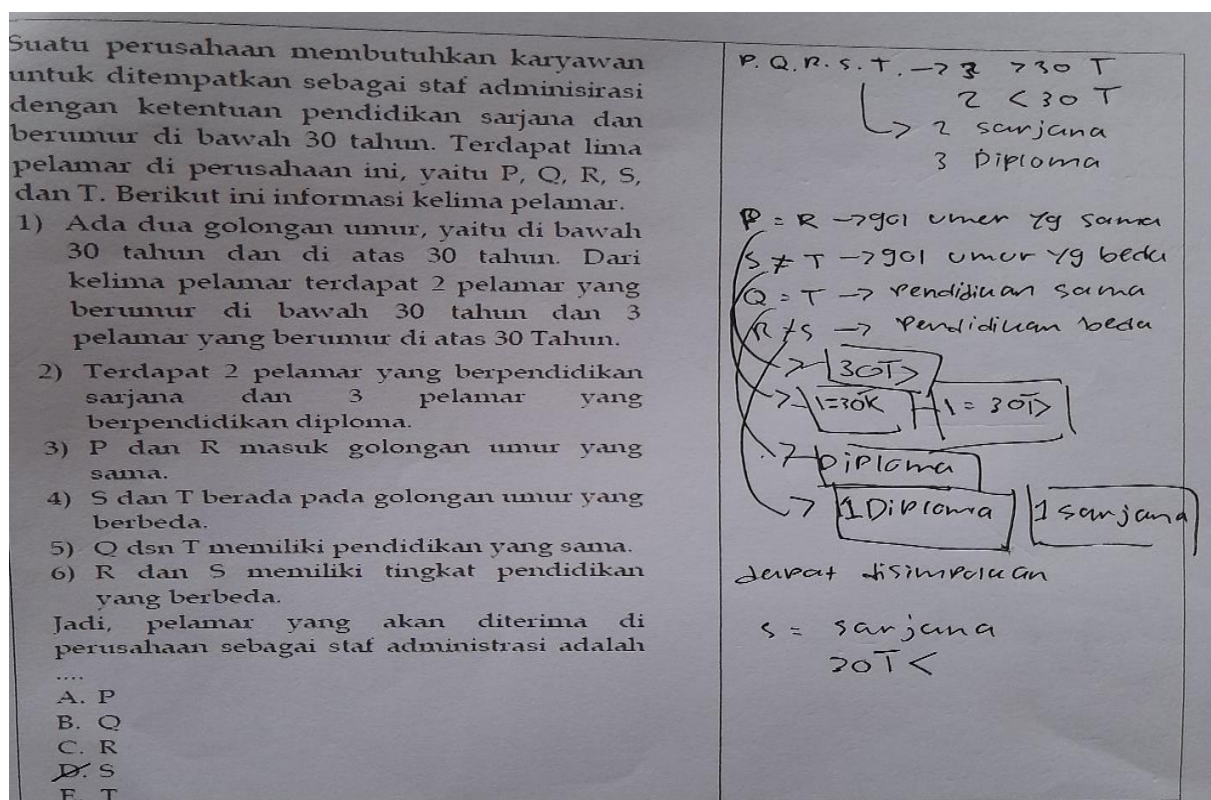 Suatu perusahaan membutuhkan karyawan
untuk ditempatkan sebagai staf adminisirasi
dengan ketentuan pendidikan sarjana dan
berumur di bawah 30 tahun. Terdapat lima
pelamar di perusahaan ini, yaitu P, Q, R, S,
dan T. Berikut ini informasi kelima pelamar.
1) Ada dua golongan umur, yaitu di bawah
30 tahun dan di atas 30 tahun. Dari
kelima pelamar terdapat 2 pelamar yang
berumur di bawah 30 tahun dan 3
pelamar yang berumur di atas 30 Tahun.
2) Terdapat 2 pelamar yang berpendidikan
sarjana dan 3 pelamar yang
berpendidikan diploma.
3) P dan R masuk golongan umur yang
sama.
4) S dan T berada pada golongan umur yang
berbeda.
5) Q dsn T memiliki pendidikan yang sama.
6) R dan S memiliki tingkat pendidikan
yang berbeda.
Jadi, pelamar yang akan diterima di
perusahaan sebagai staf administrasi adalah
....
A. P
B. Q
C. R
D. S
E. T
P. Q. R. S. T. → 3 >30 T
2 <30 T
→ 2 sarjana
3 Diploma
P = R → gol umur yg sama
S ≠ T → gol umur yg beda
Q = T → Pendidikan sama
R ≠ S → Pendidikan beda
30T>
1=30K 1 = 30T>
Diploma
1 Diploma 1 sarjana
dapat disimpulkan
S = sarjana
30T<